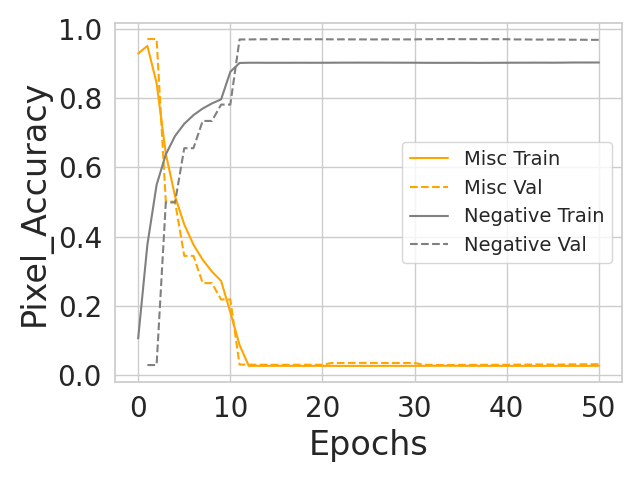 1.0
0.8
0.6
0.4
0.2
0.0
Pixel_Accuracy
Misc Train
Misc Val
Negative Train
Negative Val
0 10 20 30 40 50
Epochs